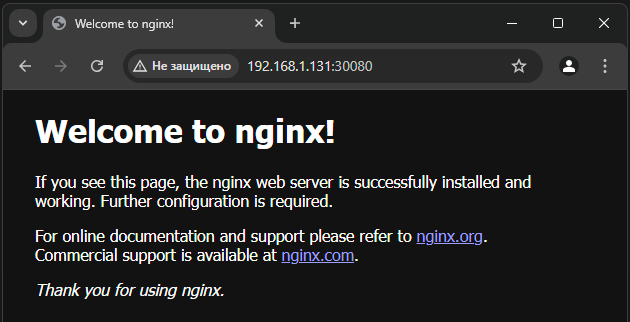 Welcome to nginx!
Не защищено
192.168.1.131:30080
Welcome to nginx!
If you see this page, the nginx web server is successfully installed and
working. Further configuration is required.
For online documentation and support please refer to nginx.org.
Commercial support is available at nginx.com.
Thank you for using nginx.